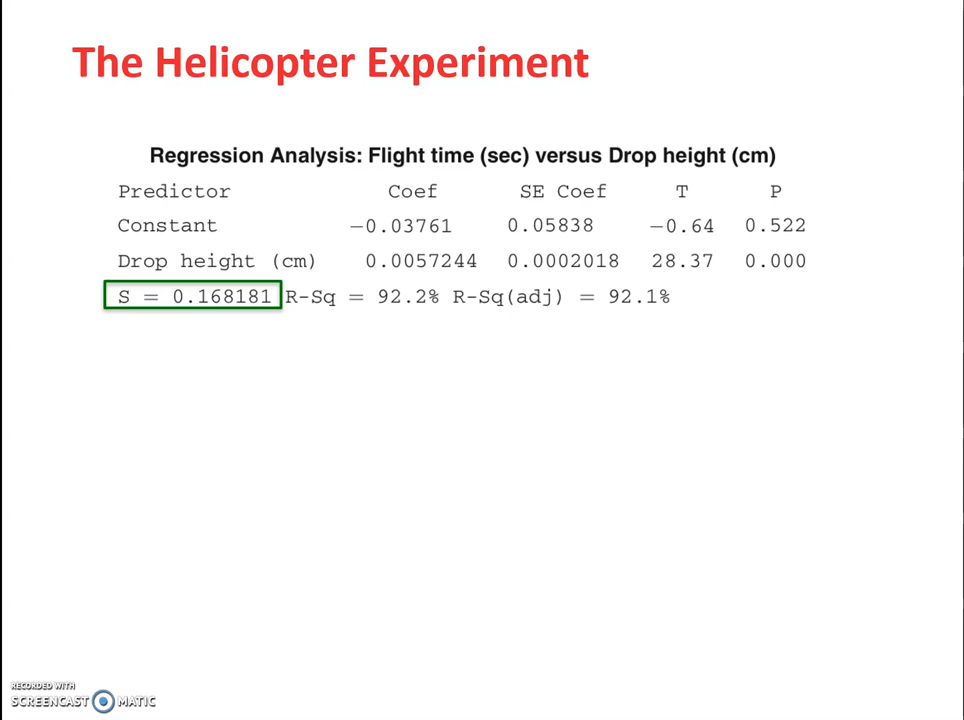 The Helicopter Experiment
Regression Analysis: Flight time (sec) versus Drop height (cm)
Predictor Coef SE Coef T P
Constant −0.03761 0.05838 −0.64 0.522
Drop height (cm) 0.0057244 0.0002018 28.37 0.000
S = 0.168181 R-Sq = 92.2% R-Sq(adj) = 92.1%
RECORDED WITH
SCREENCAST MATIC